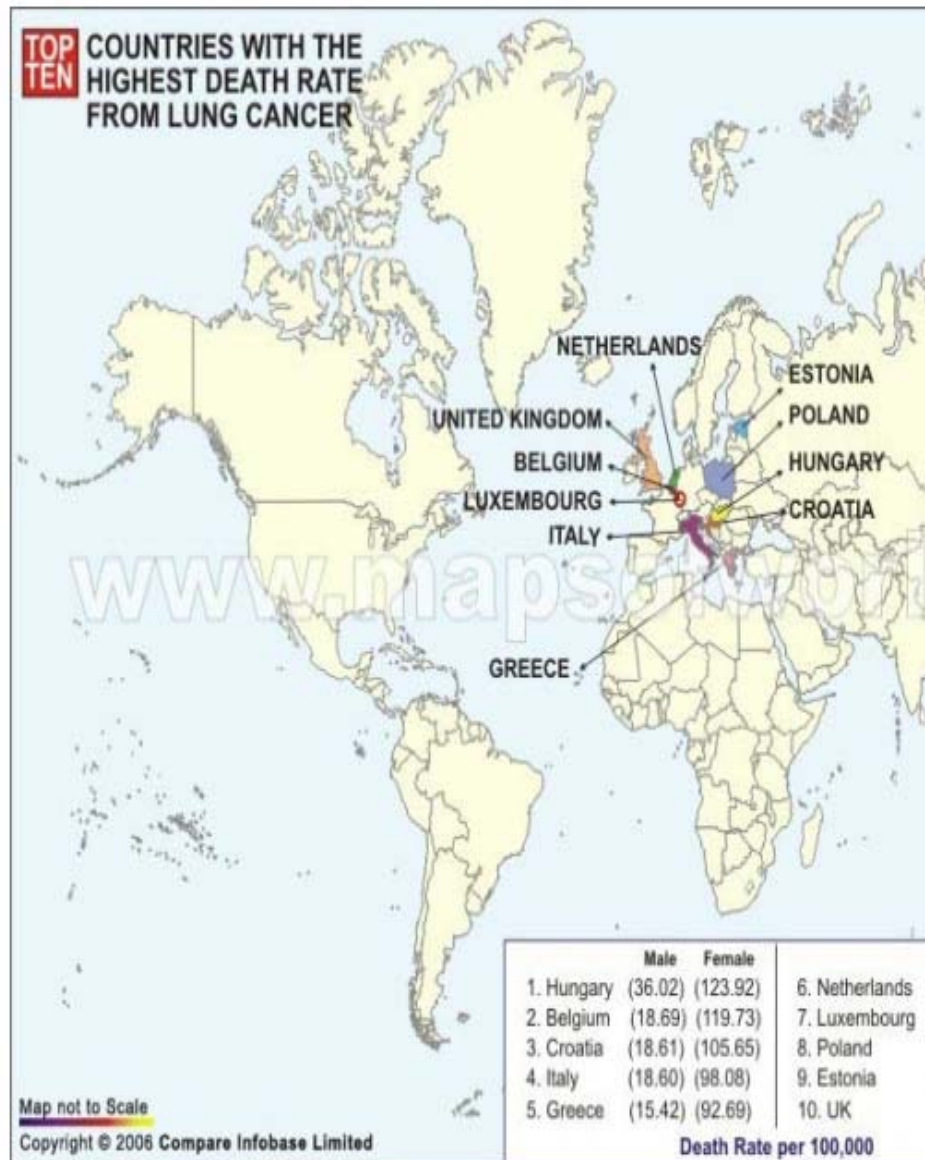 TOP TEN
COUNTRIES WITH THE
HIGHEST DEATH RATE
FROM LUNG CANCER
NETHERLANDS
ESTONIA
UNITED KINGDOM
POLAND
BELGIUM
HUNGARY
LUXEMBOURG
CROATIA
ITALY
www.mapsofworl
GREECE
Male Female
1. Hungary (36.02) (123.92) 6. Netherlands
2. Belgium (18.69) (119.73) 7. Luxembourg
3. Croatia (18.61) (105.65) 8. Poland
4. Italy (18.60) (98.08) 9. Estonia
5. Greece (15.42) (92.69) 10. UK
Death Rate per 100,000
Map not to Scale
Copyright © 2006 Compare Infobase Limited